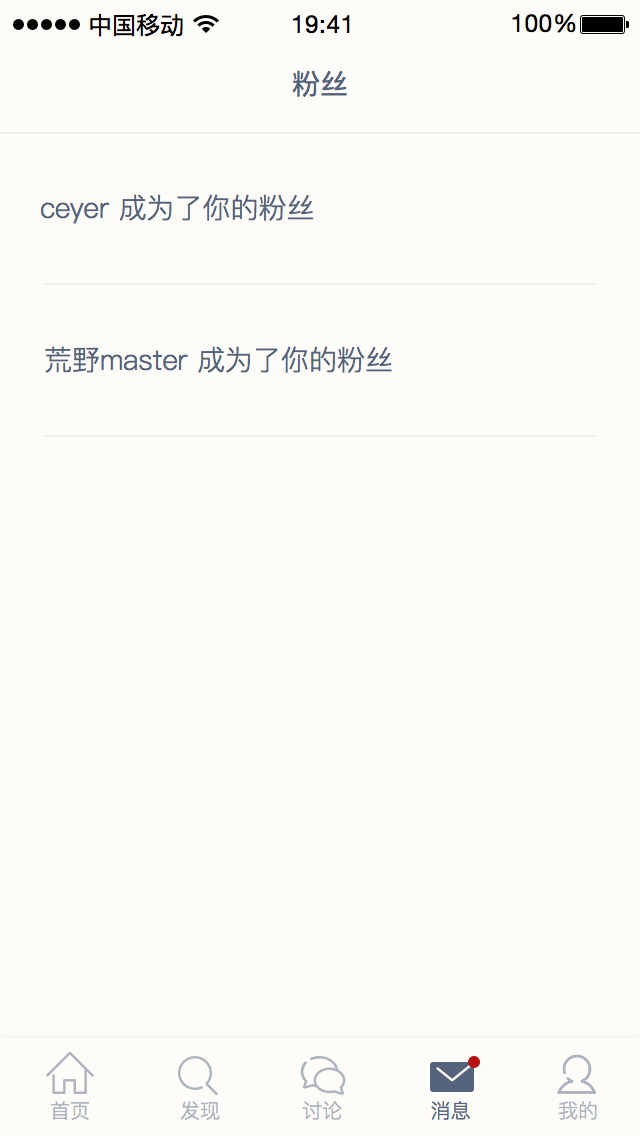 中国移动 19:41 100%
粉丝
ceyer 成为了你的粉丝
荒野master 成为了你的粉丝
首页 发现 讨论 消息 我的